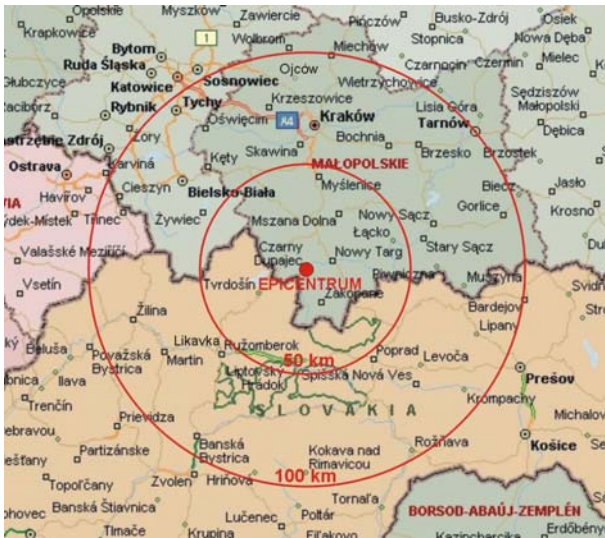 Opolskie Myszków Zawiercie Pińczów Busko-Zdrój Osiek
Krapkowice Wolbrom Miechów Stopnica Nowa Dęba
Bytom 1 Ojców Czarnocin Czermin Mielec
Ruda Śląska Sosnowiec Wietrzychowice
Głubczyce Katowice Krzeszowice Lisia Góra Sędziszów
Małopolski
Racibórz Rybnik Tychy Oświęcim A4 Kraków Tarnów Dębica
Żory Bochnia
Jastrzębie Zdrój Kęty Skawina Brzesko Brzostek
Ostrava Karviná MAŁOPOLSKIE
Cieszyn Bielsko-Biała Myślenice Biecz Jasło
Havířov
Frýdek-Mistek Třinec Żywiec Mszana Dolna Nowy Sącz Gorlice Krosno
Łącko
Valašské Meziříčí Czarny Stary Sącz
Dupajec Nowy Targ
Vsetín Tvrdošín EPICENTRUM Piwniczna Muszyna
Zakopane Bardejov
Žilina Lipany
Likavka Ružomberok
Beluša Považská Martin 50 km Poprad Levoča
Bystrica
Ilava Liptovský Spišská Nová Ves Prešov
Hrádok
Trenčín Krompachy
Prievidza SLOVAKIA Michalov
Banská Rožňava
Partizánske Bystrica Kokava nad Košice
Rimavicou
Topoľčany Zvolen Hriňová 100 km
Banská Štiavnica Tornaľa
Lučenec Poltár BORSOD-ABAÚJ-ZEMPLÉN
Tlmače Krupina Fiľakovo Kazincbarcika Erdőbény